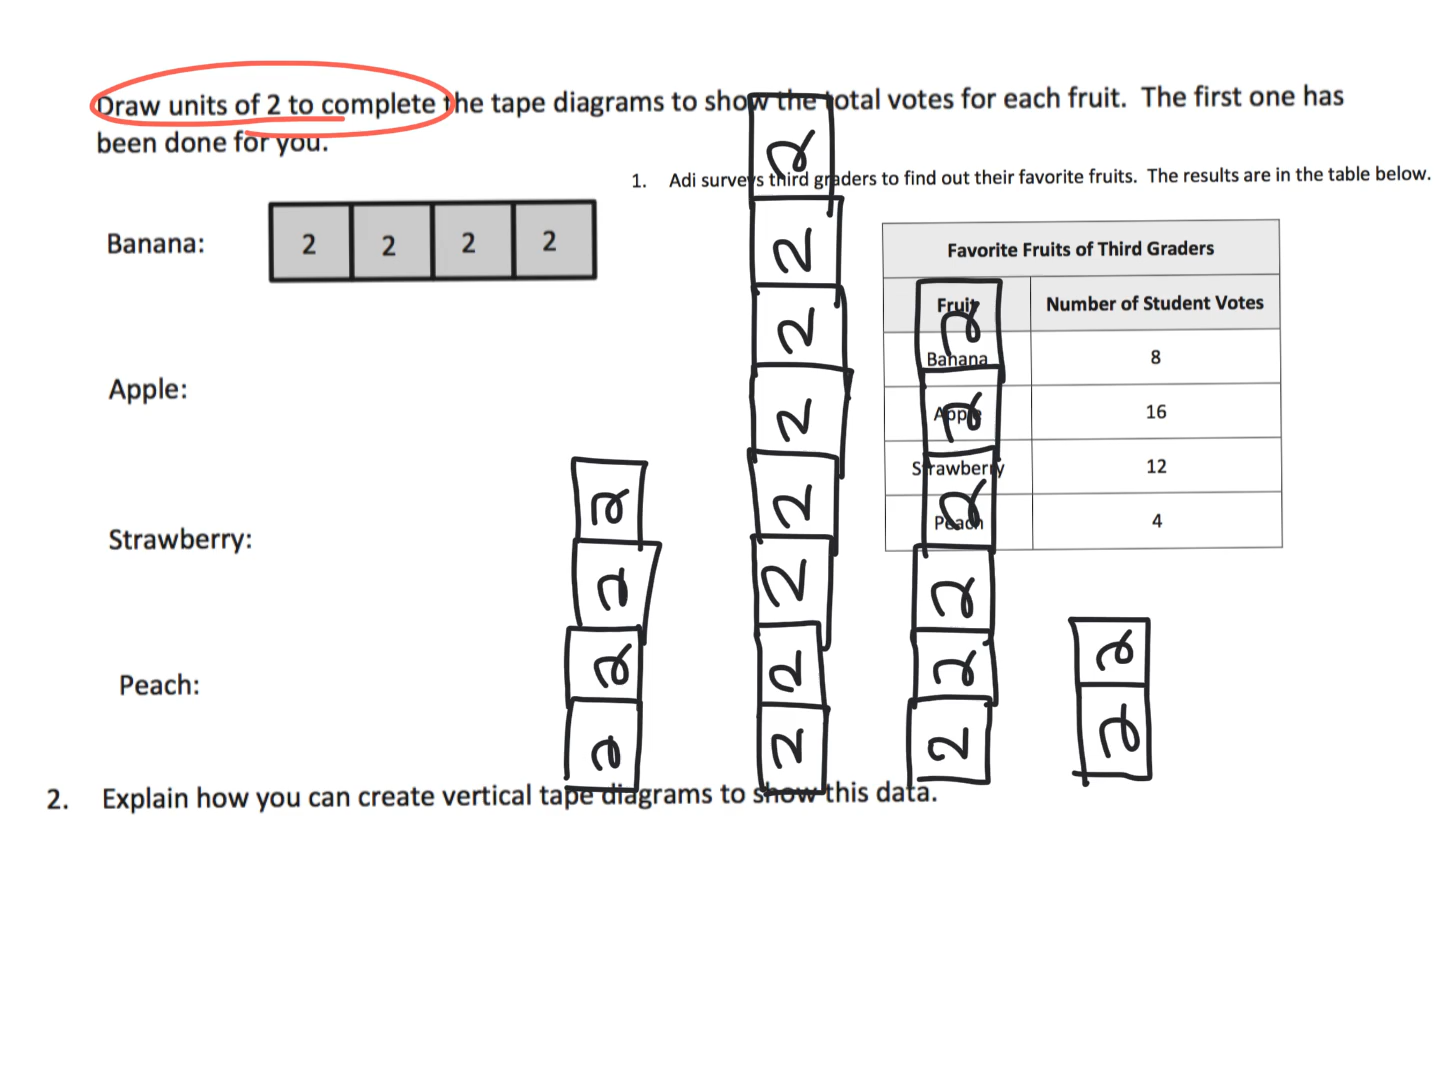 Draw units of 2 to complete the tape diagrams to show the total votes for each fruit. The first one has
been done for you.
1. Adi surveys third graders to find out their favorite fruits. The results are in the table below.
Banana: 2 2 2 2
Favorite Fruits of Third Graders
Fruit Number of Student Votes
Banana 8
Apple 16
Strawberry 12
Peach 4
Apple:
Strawberry:
Peach:
2 2 2 2
2 2 2 2 2 2 2 2
2 2 2 2 2 2
2 2
2. Explain how you can create vertical tape diagrams to show this data.